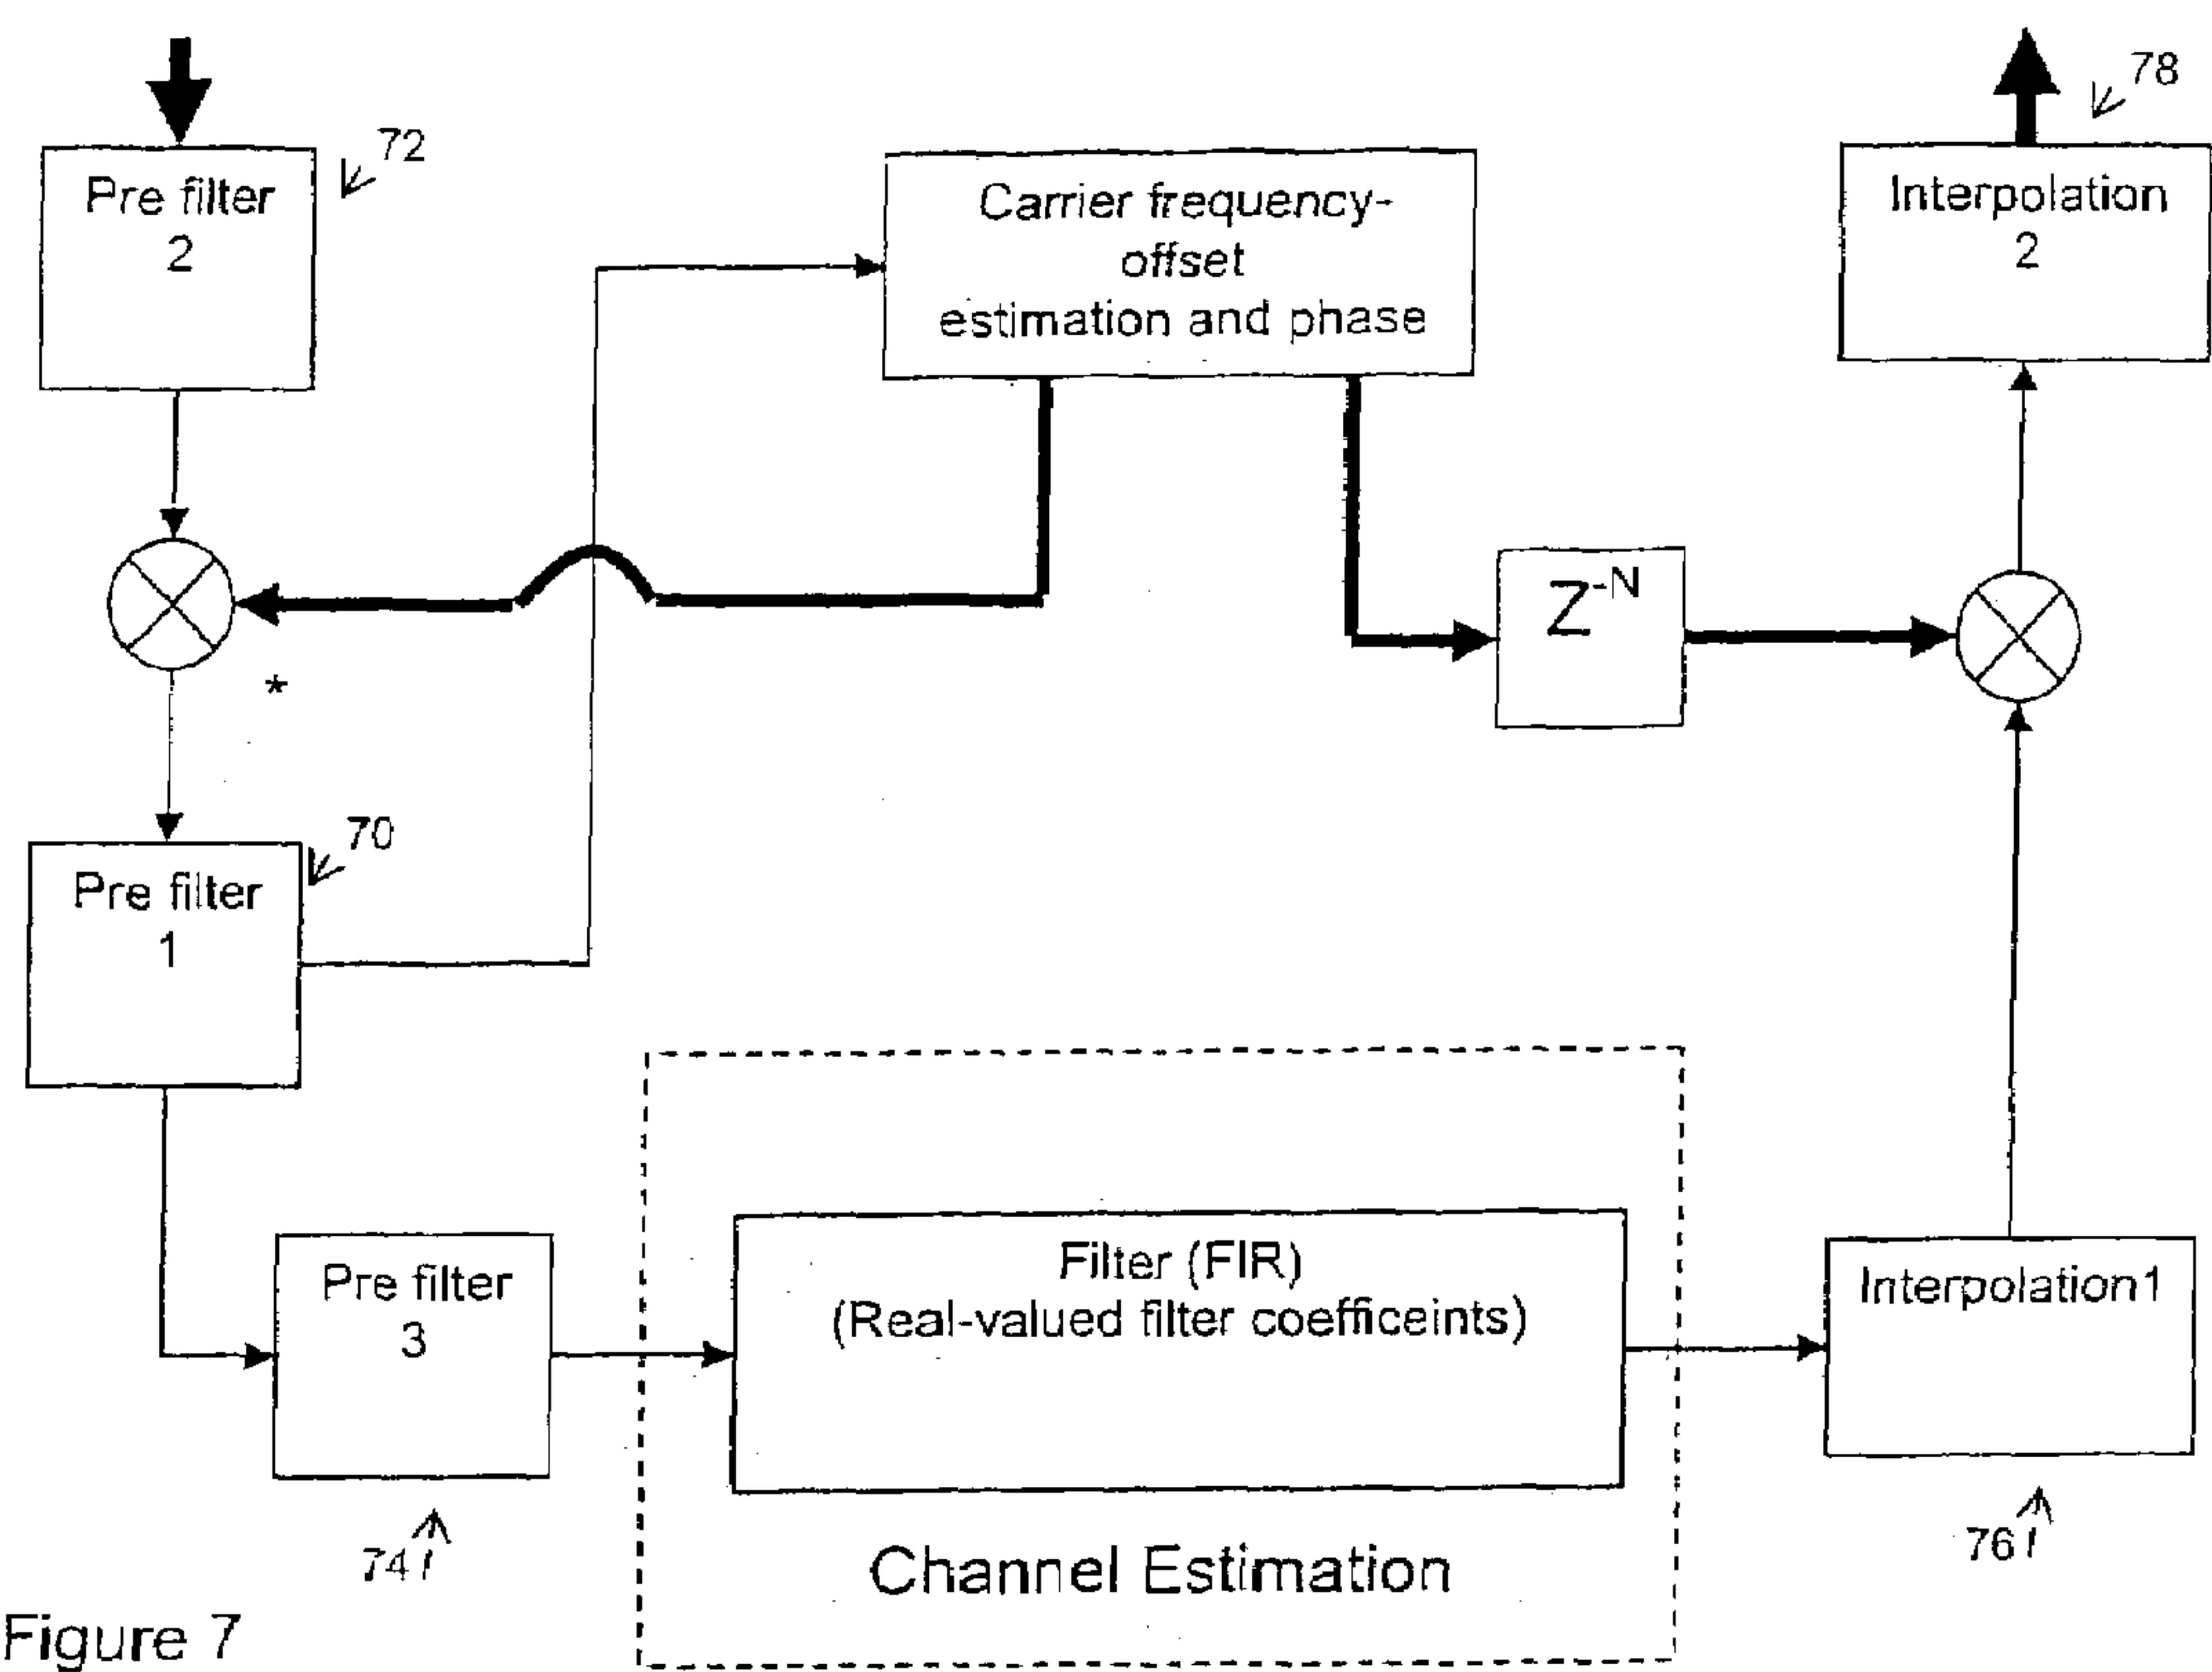 72
78
Pre filter
2
Carrier frequency-
offset
estimation and phase
Interpolation
2
Z-N
*
70
Pre filter
1
Pre filter
3
Filter (FIR)
(Real-valued filter coefficeints)
Interpolation1
74
Channel Estimation
76
Figure 7